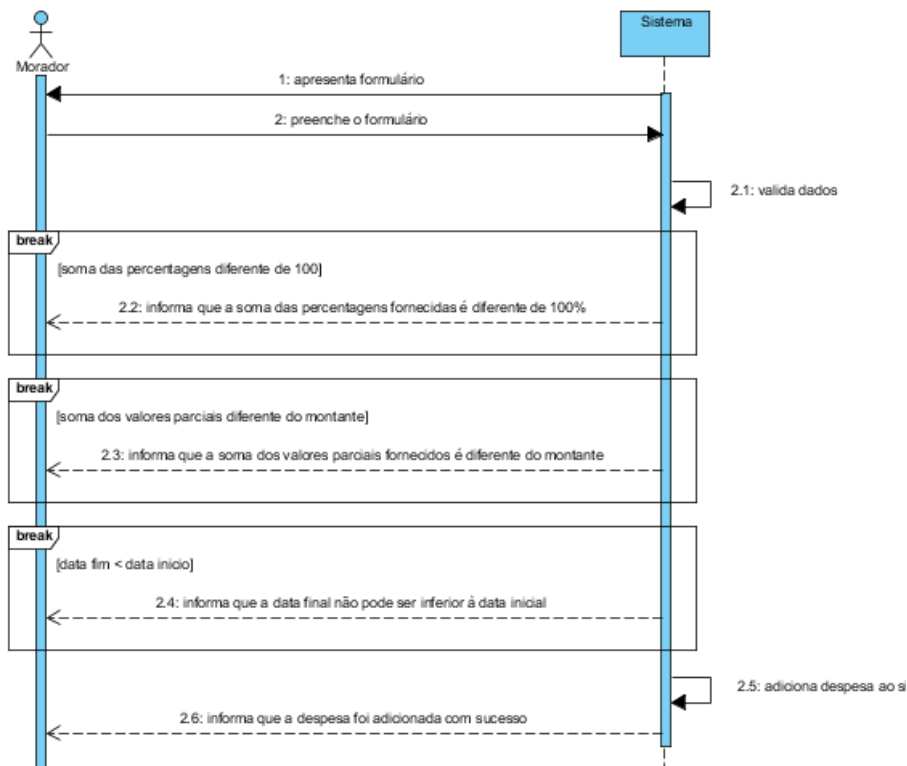 Sistema
Morador
1: apresenta formulário
2: preenche o formulário
2.1: valida dados
break
[soma das percentagens diferente de 100]
2.2: informa que a soma das percentagens fornecidas é diferente de 100%
break
[soma dos valores parciais diferente do montante]
2.3: informa que a soma dos valores parciais fornecidos é diferente do montante
break
[data fim < data inicio]
2.4: informa que a data final não pode ser inferior à data inicial
2.5: adiciona despesa ao si
2.6: informa que a despesa foi adicionada com sucesso